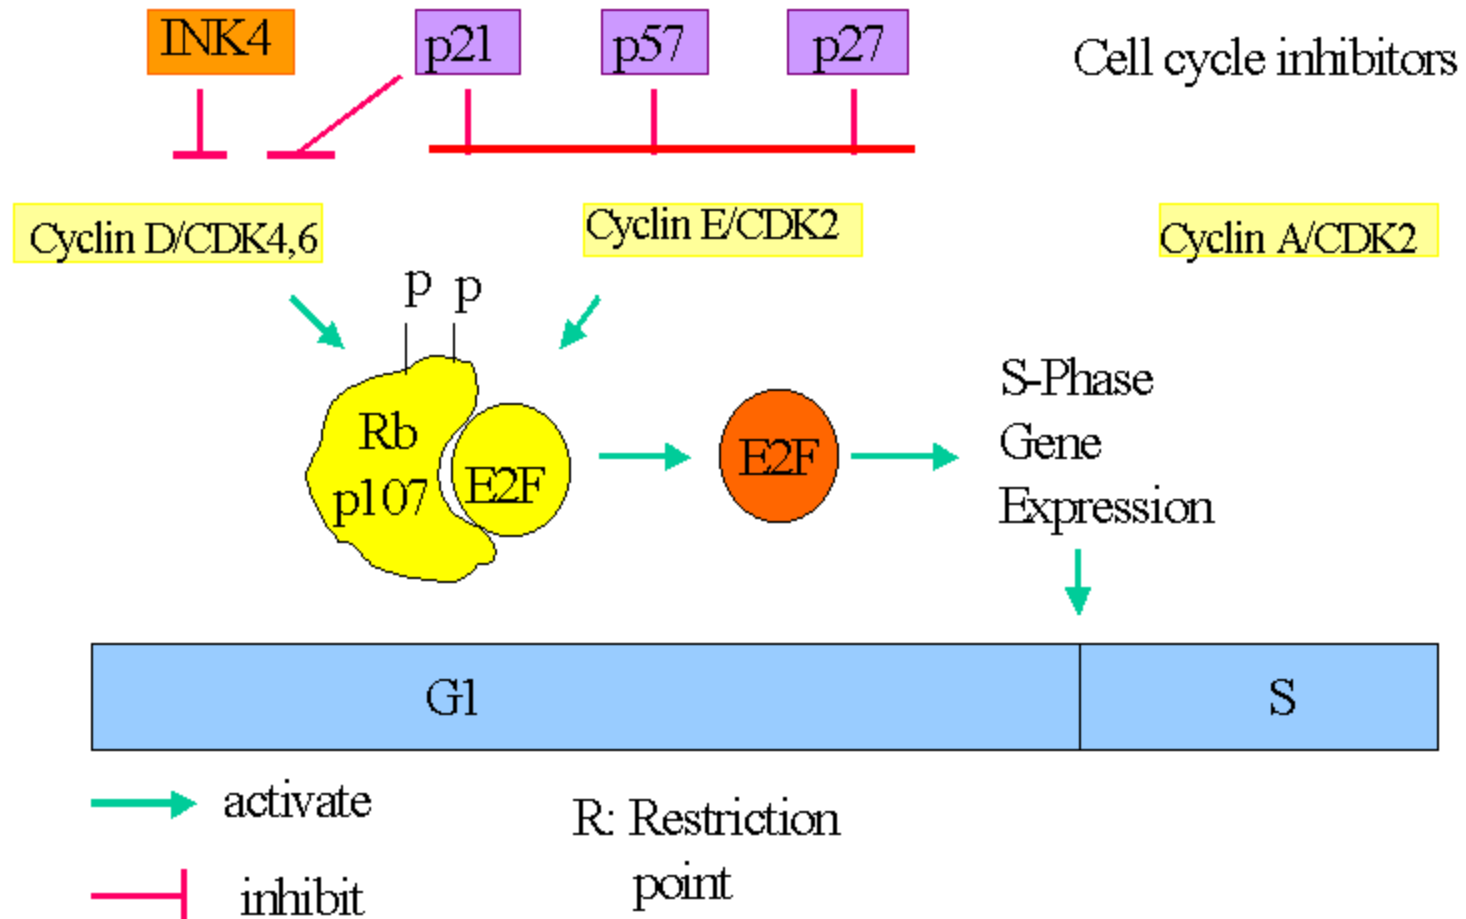 INK4
p21
p57
p27
Cell cycle inhibitors
Cyclin D/CDK4,6
Cyclin E/CDK2
Cyclin A/CDK2
p p
Rb
p107
E2F
E2F
S-Phase
Gene
Expression
G1
S
activate
R: Restriction
point
inhibit